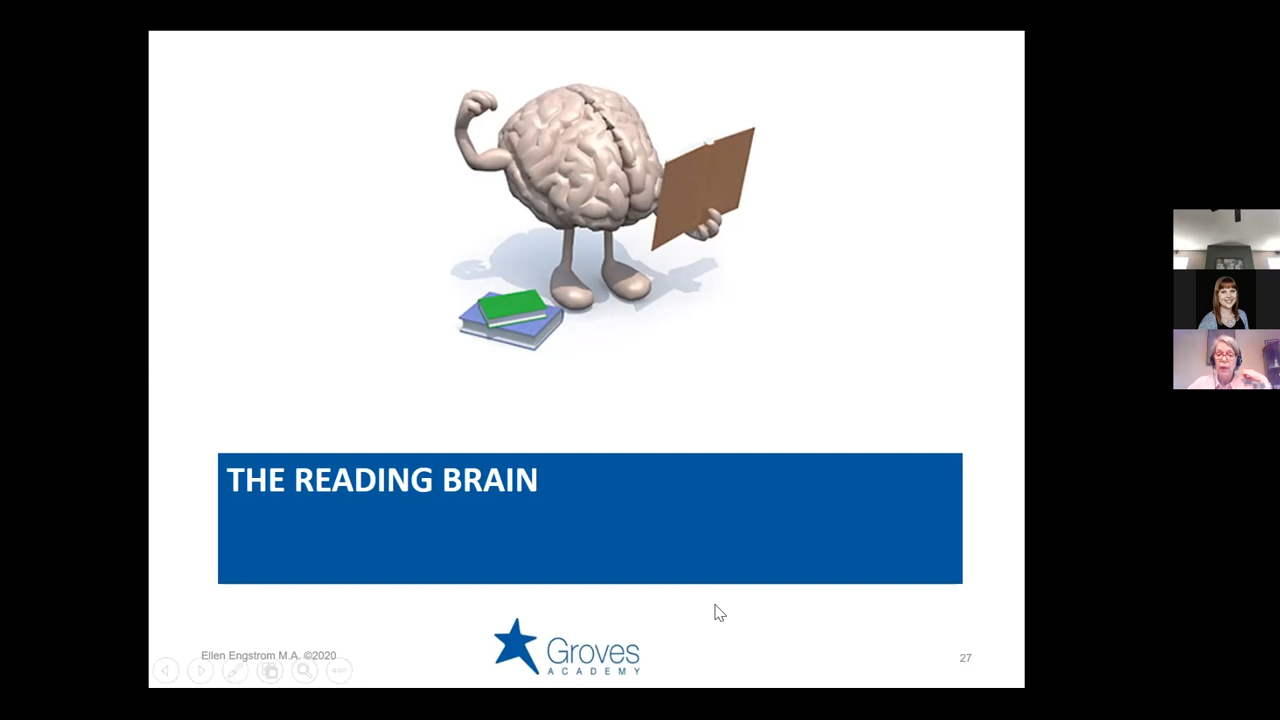 THE READING BRAIN
Groves
ACADEMY
Ellen Engstrom M.A. ©2020
27